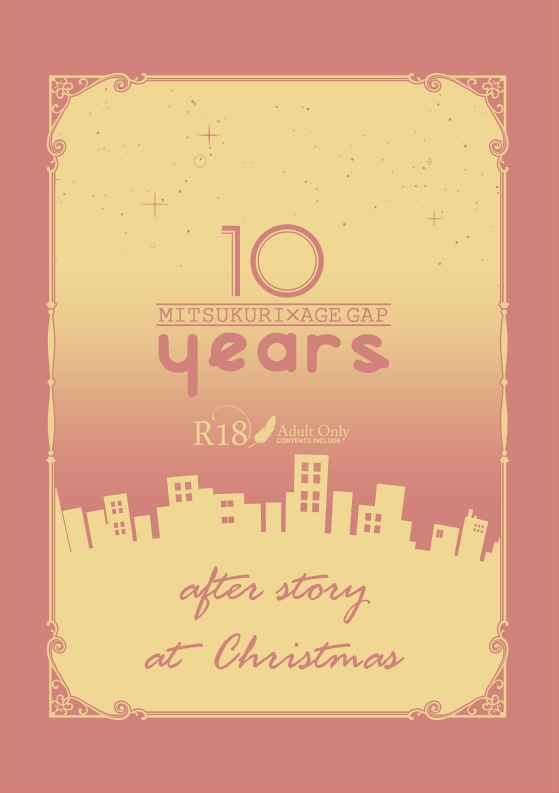 10
MITSUKURI×AGE GAP
years
R18 Adult Only
CONTENTS INCLUDE*
after story
at Christmas